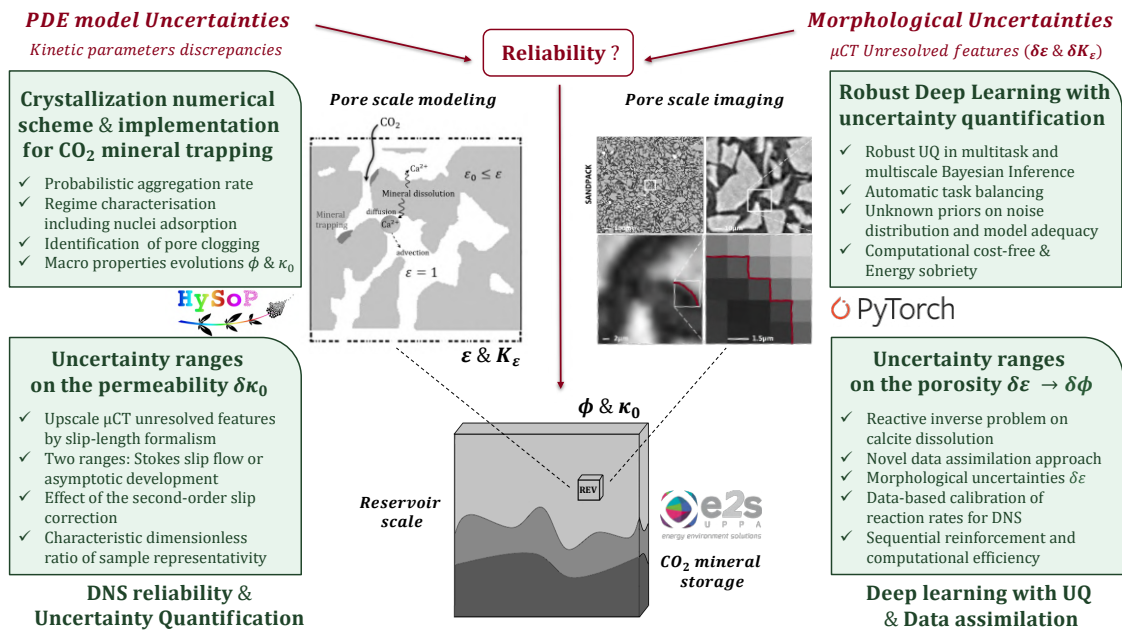 PDE model Uncertainties
Kinetic parameters discrepancies
Reliability ?
Morphological Uncertainties
μCT Unresolved features (δε & δK_ε)
Crystallization numerical
scheme & implementation
for CO₂ mineral trapping
✓ Probabilistic aggregation rate
✓ Regime characterisation
including nuclei adsorption
✓ Identification of pore clogging
✓ Macro properties evolutions ϕ & κ₀
HySoP
Pore scale modeling
CO₂
Ca²⁺
ε₀ ≤ ε
Mineral dissolution
Mineral
trapping
diffusion
Ca²⁺
advection
ε = 1
ε & K_ε
Pore scale imaging
SANDPACK
2μm
1.5μm
Robust Deep Learning with
uncertainty quantification
✓ Robust UQ in multitask and
multiscale Bayesian Inference
✓ Automatic task balancing
✓ Unknown priors on noise
distribution and model adequacy
✓ Computational cost-free &
Energy sobriety
PyTorch
Uncertainty ranges
on the permeability δκ₀
✓ Upscale μCT unresolved features
by slip-length formalism
✓ Two ranges: Stokes slip flow or
asymptotic development
✓ Effect of the second-order slip
correction
✓ Characteristic dimensionless
ratio of sample representativity
DNS reliability &
Uncertainty Quantification
ϕ & κ₀
REV
Reservoir
scale
e2s
UPPA
energy environment solutions
CO₂ mineral
storage
Uncertainty ranges
on the porosity δε → δϕ
✓ Reactive inverse problem on
calcite dissolution
✓ Novel data assimilation approach
✓ Morphological uncertainties δε
✓ Data-based calibration of
reaction rates for DNS
✓ Sequential reinforcement and
computational efficiency
Deep learning with UQ
& Data assimilation